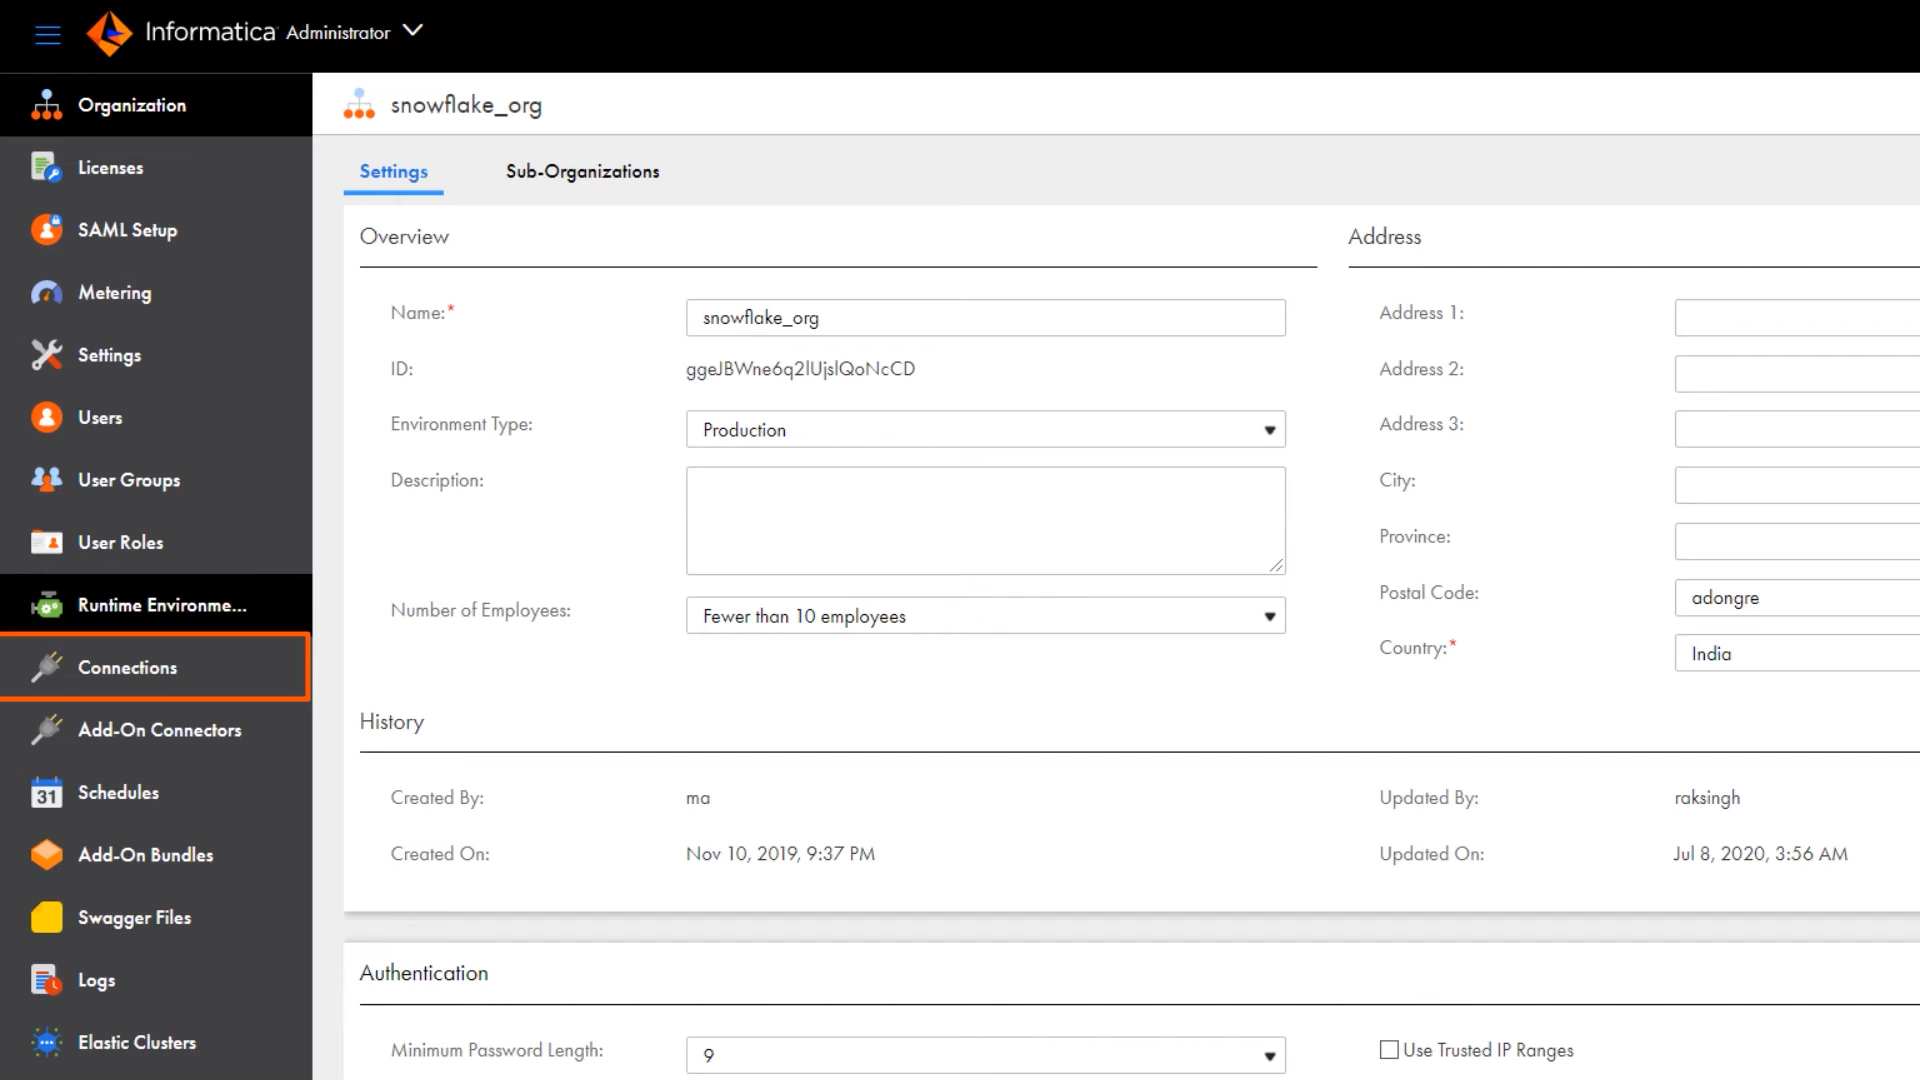 Informatica Administrator
Organization
Licenses
SAML Setup
Metering
Settings
Users
User Groups
User Roles
Runtime Environme...
Connections
Add-On Connectors
31 Schedules
Add-On Bundles
Swagger Files
Logs
Elastic Clusters
snowflake_org
Settings Sub-Organizations
Overview
Name:* snowflake_org
ID: ggeJBWne6q2lUjslQoNcCD
Environment Type: Production
Description:
Number of Employees: Fewer than 10 employees
Address
Address 1:
Address 2:
Address 3:
City:
Province:
Postal Code: adongre
Country:* India
History
Created By: ma
Created On: Nov 10, 2019, 9:37 PM
Updated By: raksingh
Updated On: Jul 8, 2020, 3:56 AM
Authentication
Minimum Password Length: 9
Use Trusted IP Ranges